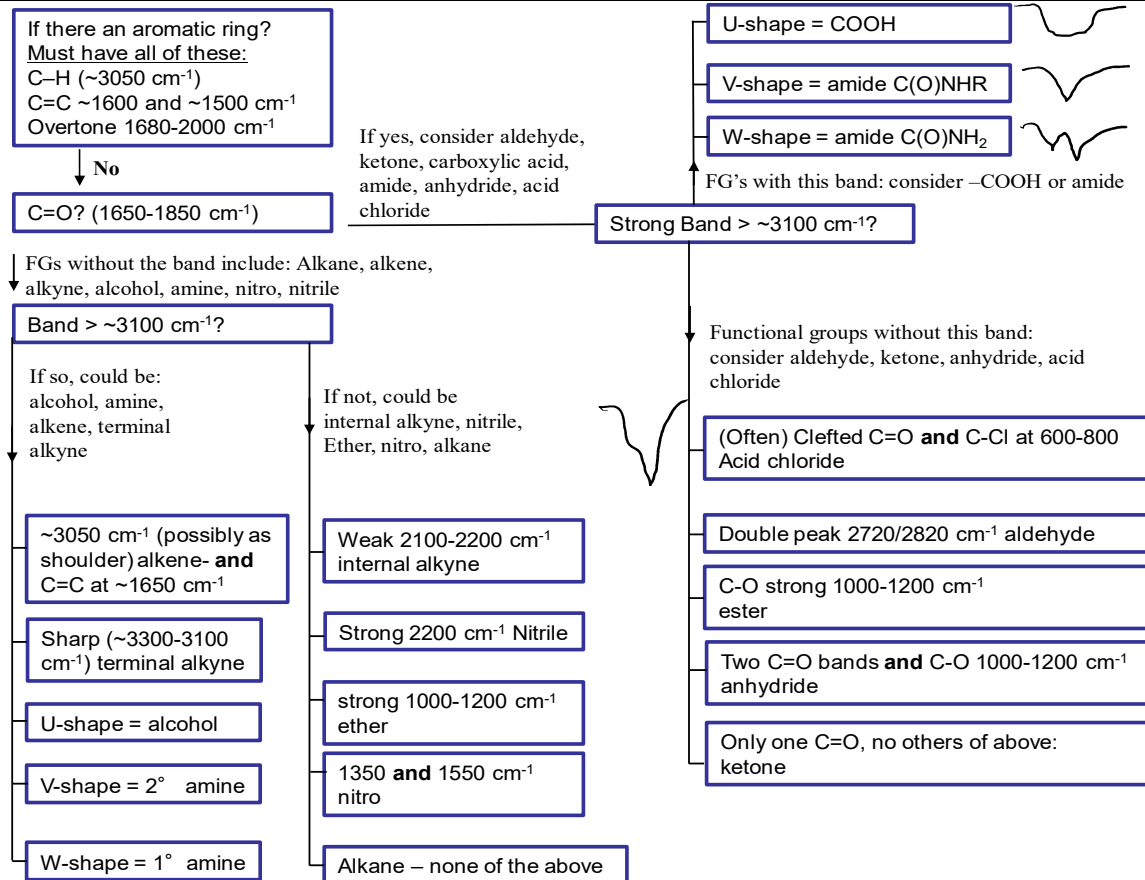 If there an aromatic ring?
Must have all of these:
C–H (~3050 cm-1)
C=C ~1600 and ~1500 cm-1
Overtone 1680-2000 cm-1
No
C=O? (1650-1850 cm-1)
If yes, consider aldehyde,
ketone, carboxylic acid,
amide, anhydride, acid
chloride
U-shape = COOH
V-shape = amide C(O)NHR
W-shape = amide C(O)NH2
FG's with this band: consider –COOH or amide
Strong Band > ~3100 cm-1?
FGs without the band include: Alkane, alkene,
alkyne, alcohol, amine, nitro, nitrile
Band > ~3100 cm-1?
If so, could be:
alcohol, amine,
alkene, terminal
alkyne
~3050 cm-1 (possibly as
shoulder) alkene- and
C=C at ~1650 cm-1
Sharp (~3300-3100
cm-1) terminal alkyne
U-shape = alcohol
V-shape = 2° amine
W-shape = 1° amine
If not, could be
internal alkyne, nitrile,
Ether, nitro, alkane
Weak 2100-2200 cm-1
internal alkyne
Strong 2200 cm-1 Nitrile
strong 1000-1200 cm-1
ether
1350 and 1550 cm-1
nitro
Alkane – none of the above
Functional groups without this band:
consider aldehyde, ketone, anhydride, acid
chloride
(Often) Clefted C=O and C-Cl at 600-800
Acid chloride
Double peak 2720/2820 cm-1 aldehyde
C-O strong 1000-1200 cm-1
ester
Two C=O bands and C-O 1000-1200 cm-1
anhydride
Only one C=O, no others of above:
ketone